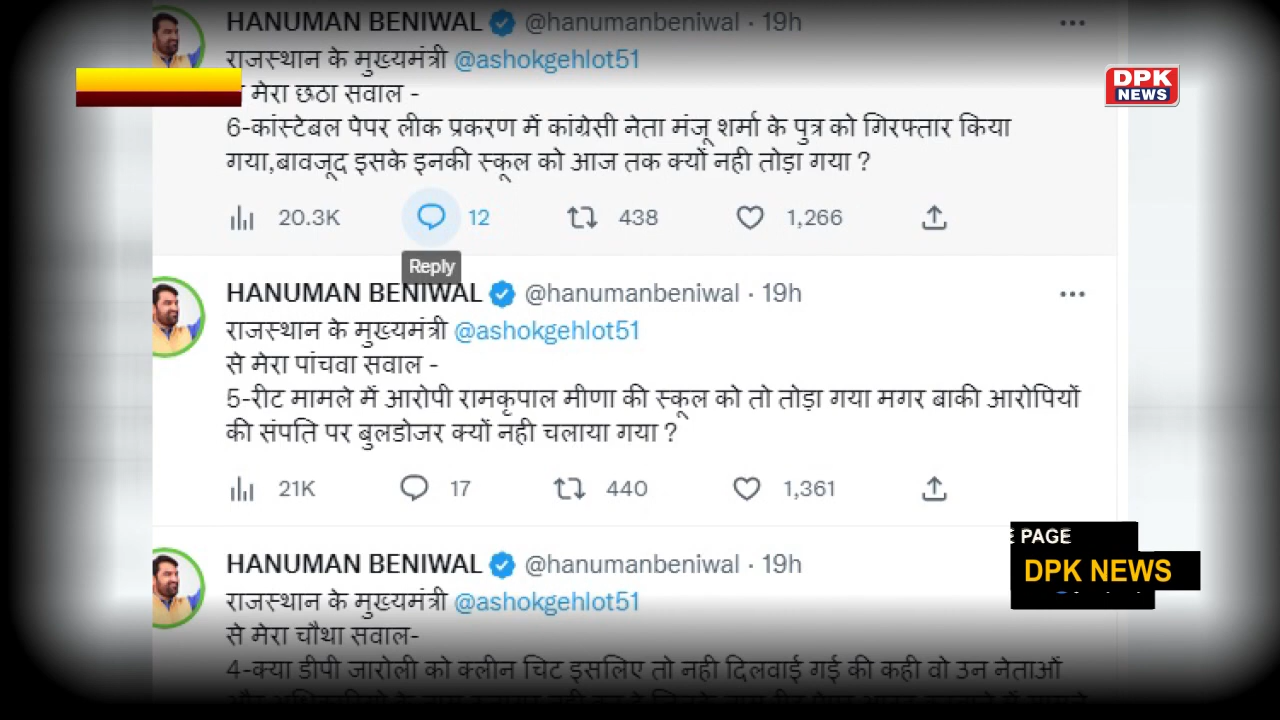 HANUMAN BENIWAL @hanumanbeniwal · 19h
राजस्थान के मुख्यमंत्री @ashokgehlot51
मेरा छठा सवाल -
6-कांस्टेबल पेपर लीक प्रकरण में कांग्रेसी नेता मंजू शर्मा के पुत्र को गिरफ्तार किया
गया,बावजूद इसके इनकी स्कूल को आज तक क्यों नही तोड़ा गया ?
20.3K 12 438 1,266
Reply
HANUMAN BENIWAL @hanumanbeniwal · 19h
राजस्थान के मुख्यमंत्री @ashokgehlot51
से मेरा पांचवा सवाल -
5-रीट मामले में आरोपी रामकृपाल मीणा की स्कूल को तो तोड़ा गया मगर बाकी आरोपियों
की संपति पर बुलडोजर क्यों नही चलाया गया ?
21K 17 440 1,361
HANUMAN BENIWAL @hanumanbeniwal · 19h
राजस्थान के मुख्यमंत्री @ashokgehlot51
से मेरा चौथा सवाल-
4-क्या डीपी जारोली को क्लीन चिट इसलिए तो नही दिलवाई गई की कही वो उन नेताओं
DPK
NEWS
PAGE
DPK NEWS